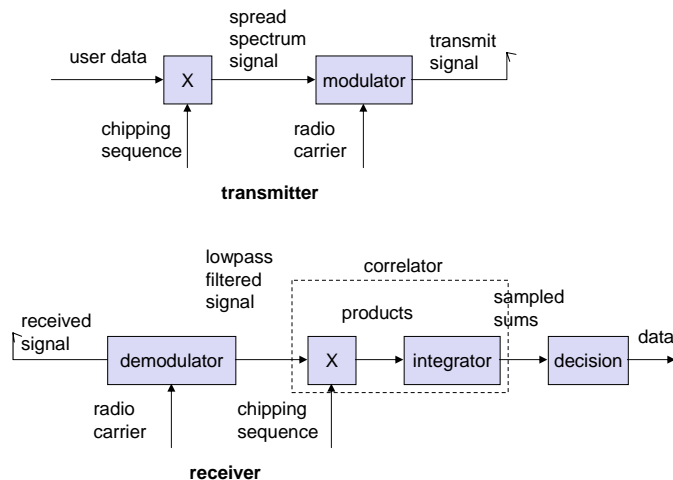 spread
spectrum
signal
transmit
signal
user data
X
modulator
chipping
sequence
radio
carrier
transmitter
lowpass
filtered
signal
correlator
received
signal
products
sampled
sums
data
demodulator
X
integrator
decision
radio
carrier
chipping
sequence
receiver